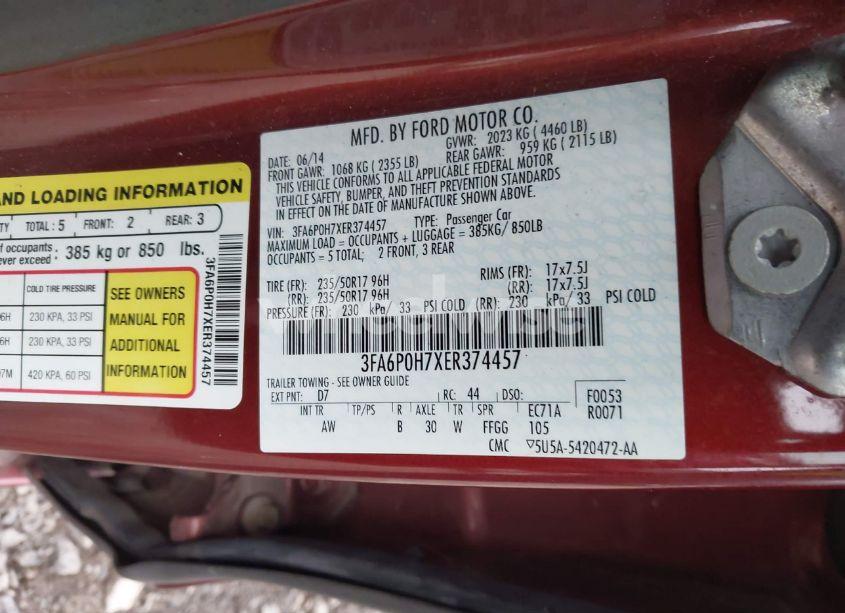 AND LOADING INFORMATION
TOTAL : 5 FRONT: 2 REAR: 3
of occupants
ever exceed : 385 kg or 850 lbs.
COLD TIRE PRESSURE
230 KPA, 33 PSI
230 KPA, 33 PSI
420 KPA, 60 PSI
SEE OWNERS
MANUAL FOR
ADDITIONAL
INFORMATION
3FA6P0H7XER374457
MFD. BY FORD MOTOR CO.
DATE: 06/14 GVWR: 2023 KG ( 4460 LB)
FRONT GAWR: 1068 KG ( 2355 LB) REAR GAWR: 959 KG ( 2115 LB)
THIS VEHICLE CONFORMS TO ALL APPLICABLE FEDERAL MOTOR
VEHICLE SAFETY, BUMPER, AND THEFT PREVENTION STANDARDS
IN EFFECT ON THE DATE OF MANUFACTURE SHOWN ABOVE.
VIN: 3FA6P0H7XER374457 TYPE: Passenger Car
MAXIMUM LOAD = OCCUPANTS + LUGGAGE = 385KG/ 850LB
OCCUPANTS = 5 TOTAL; 2 FRONT, 3 REAR
TIRE (FR): 235/50R17 96H RIMS (FR): 17x7.5J
(RR): 235/50R17 96H (RR): 17x7.5J
PRESSURE (FR): 230 kPa/ 33 PSI COLD (RR): 230 kPa/ 33 PSI COLD
3FA6P0H7XER374457
TRAILER TOWING - SEE OWNER GUIDE
EXT PNT: D7 RC: 44 DSO: F0053
R0071
INT TR TP/PS R AXLE TR SPR EC71A
AW B 30 W FFGG 105
CMC ▽5U5A-5420472-AA